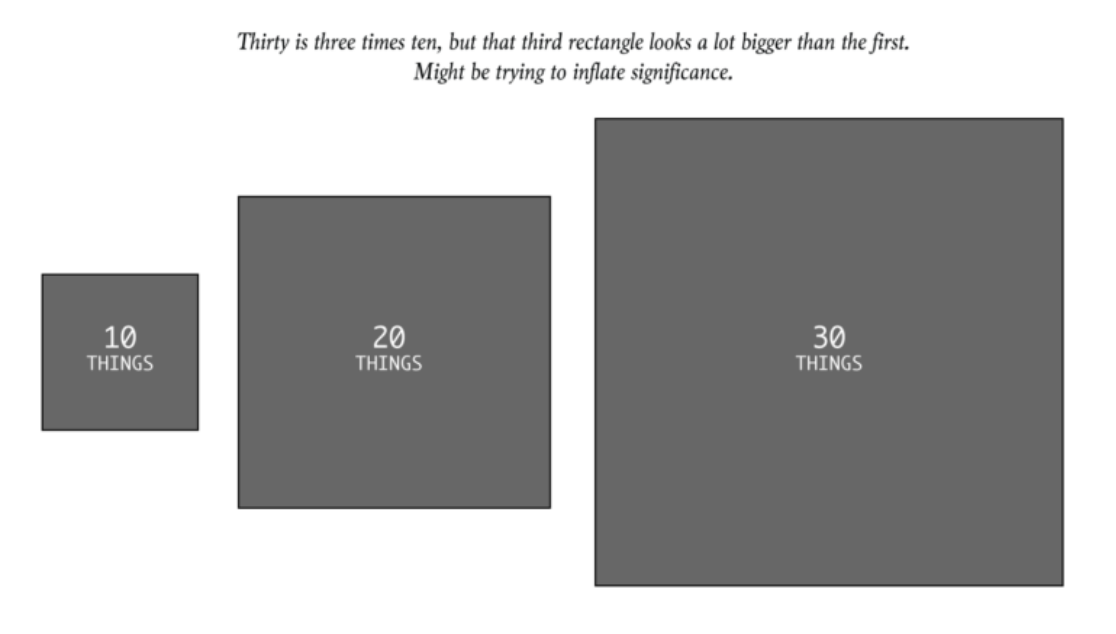 Thirty is three times ten, but that third rectangle looks a lot bigger than the first.
Might be trying to inflate significance.
10
THINGS
20
THINGS
30
THINGS